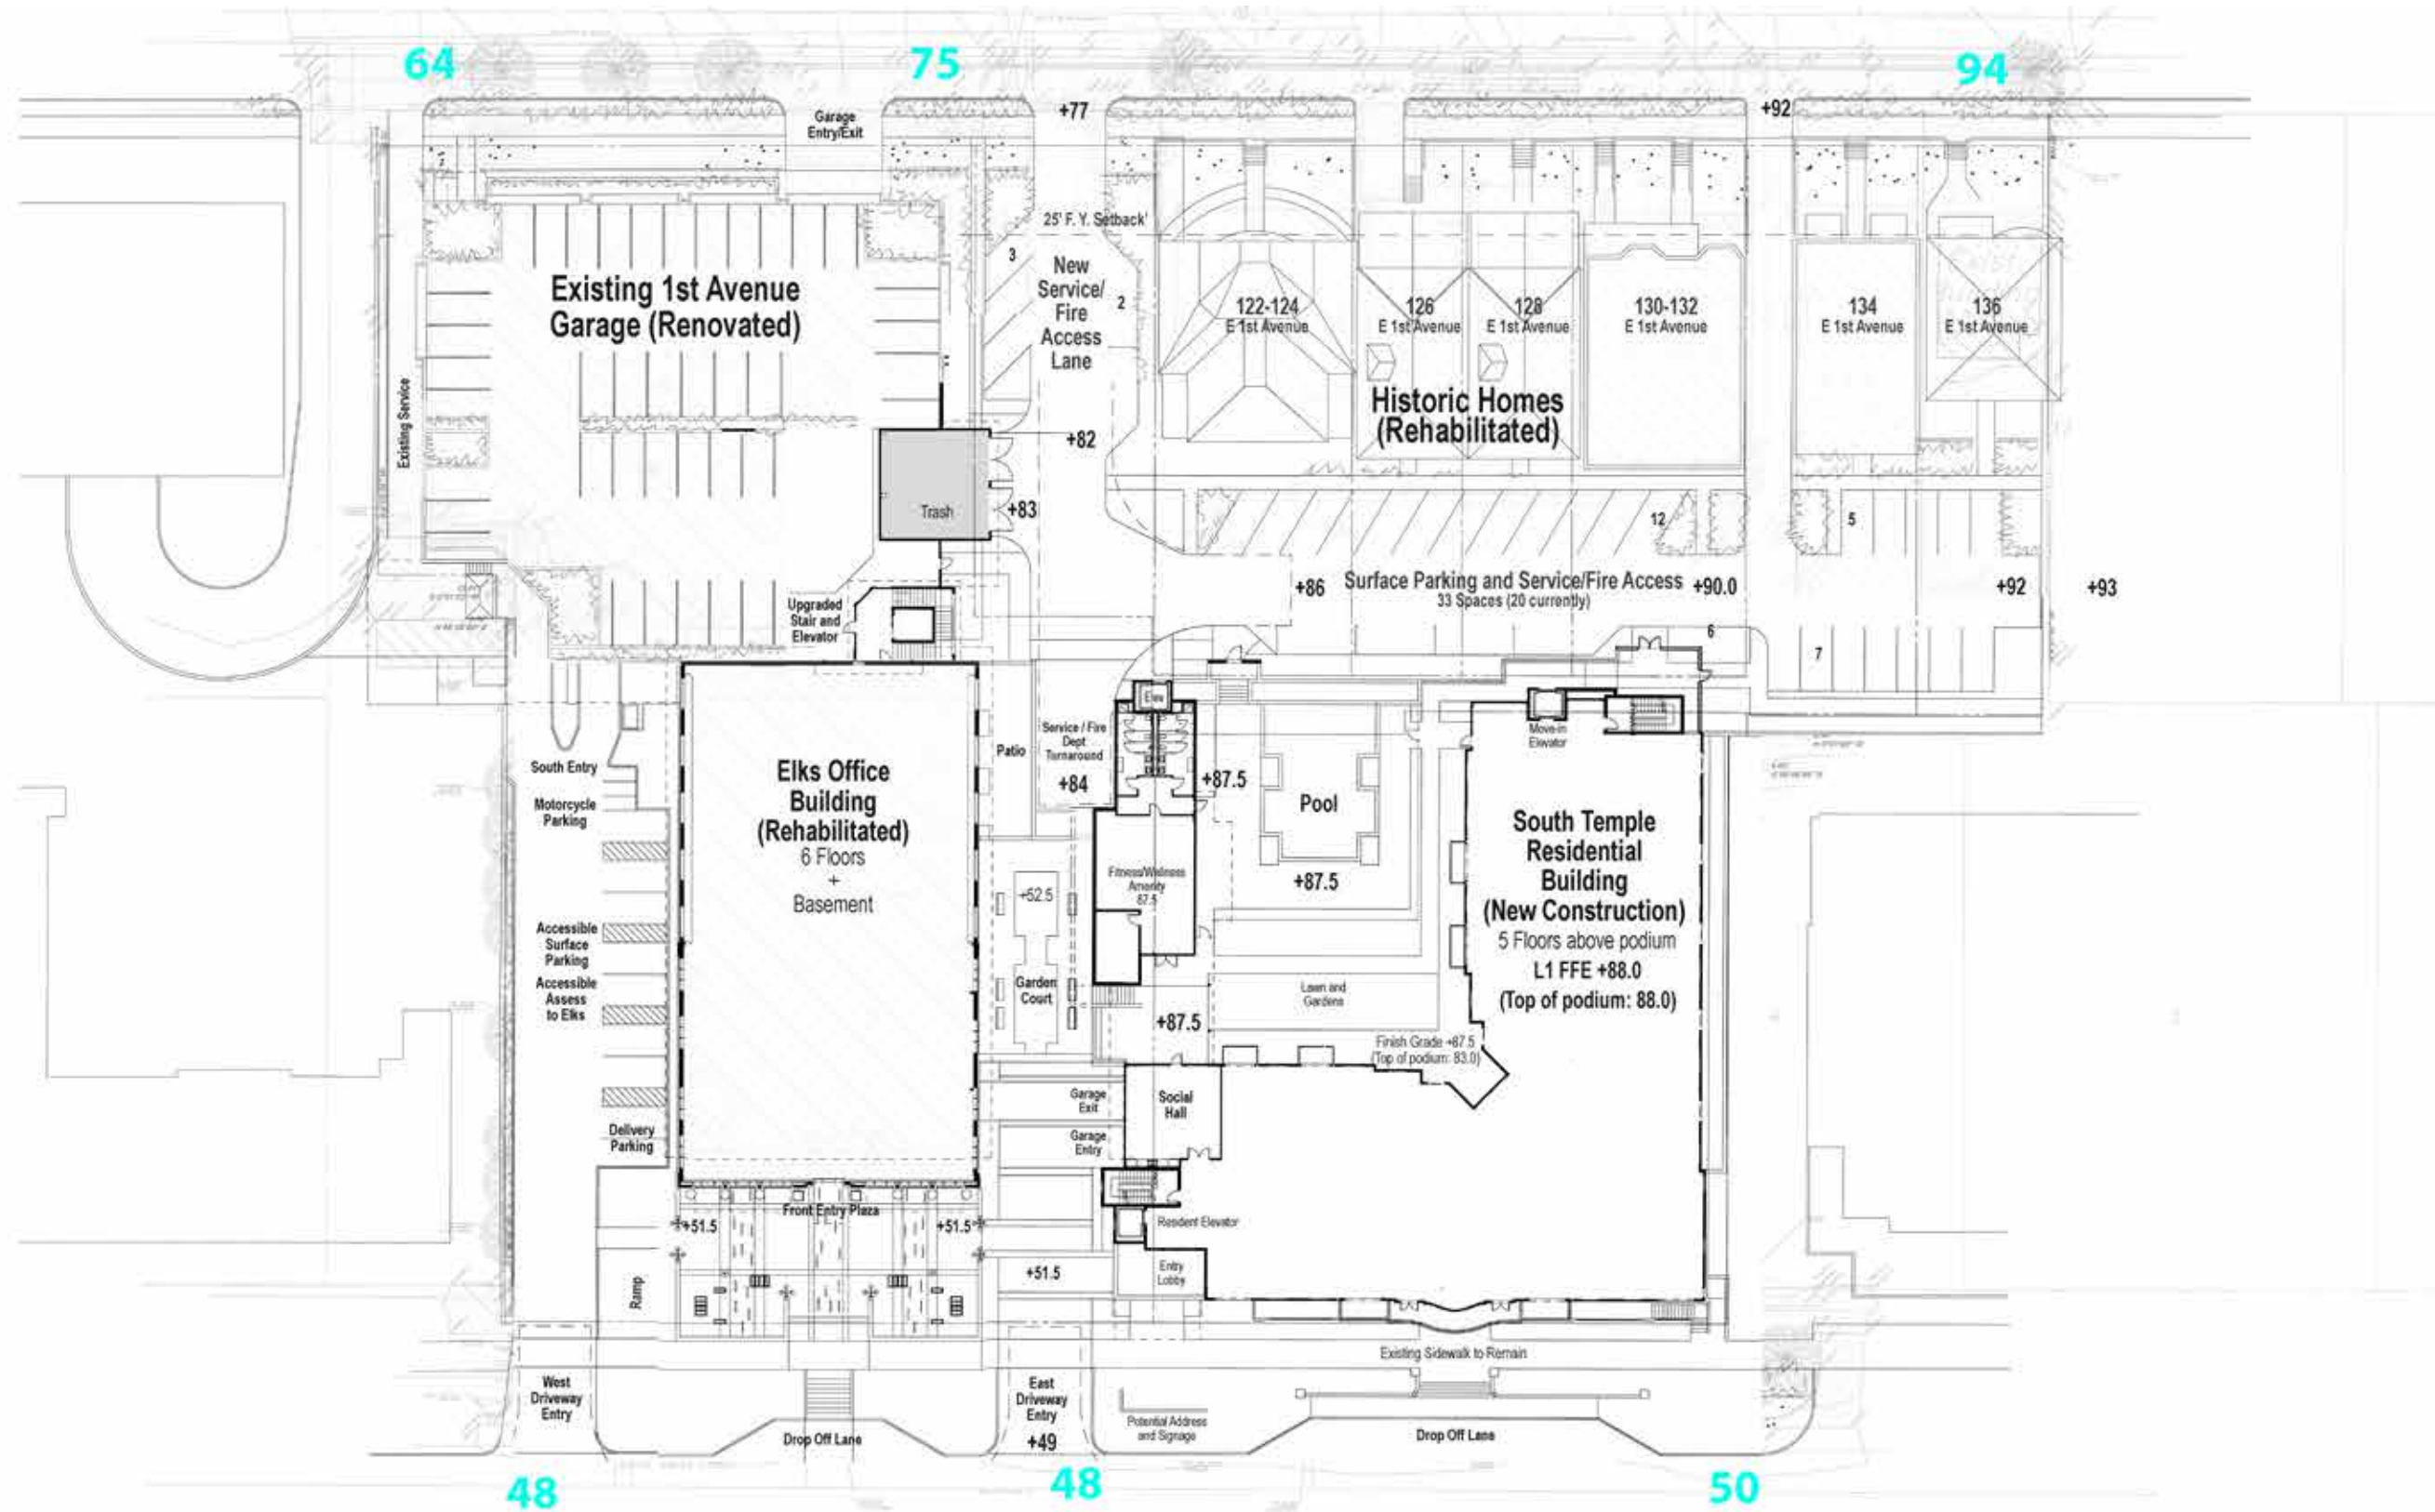 64
75
94
+77
+92
Garage
Entry/Exit
25' F. Y. Setback'
3
New
Service/
Fire
Access
Lane
2
Existing 1st Avenue
Garage (Renovated)
122-124
E 1st Avenue
126
E 1st Avenue
128
E 1st Avenue
130-132
E 1st Avenue
134
E 1st Avenue
136
E 1st Avenue
Historic Homes
(Rehabilitated)
Existing Service
+82
Trash
+83
12
5
+86
Surface Parking and Service/Fire Access
33 Spaces (20 currently)
+90.0
+92
+93
Upgraded
Stair and
Elevator
6
7
Elev
South Entry
Motorcycle
Parking
Elks Office
Building
(Rehabilitated)
6 Floors
+
Basement
Patio
Service / Fire
Dept
Turnaround
+84
+87.5
Pool
+87.5
Move-in
Elevator
South Temple
Residential
Building
(New Construction)
5 Floors above podium
L1 FFE +88.0
(Top of podium: 88.0)
Fitness/Wellness
Amenity
87.5
+52.5
Accessible
Surface
Parking
Accessible
Assess
to Elks
Garden
Court
Lawn and
Gardens
+87.5
Finish Grade +87.5
(Top of podium: 83.0)
Garage
Exit
Social
Hall
Garage
Entry
Delivery
Parking
Front Entry Plaza
+51.5
+51.5
Resident Elevator
+51.5
Entry
Lobby
Ramp
Existing Sidewalk to Remain
West
Driveway
Entry
East
Driveway
Entry
+49
Potential Address
and Signage
Drop Off Lane
Drop Off Lane
48
48
50